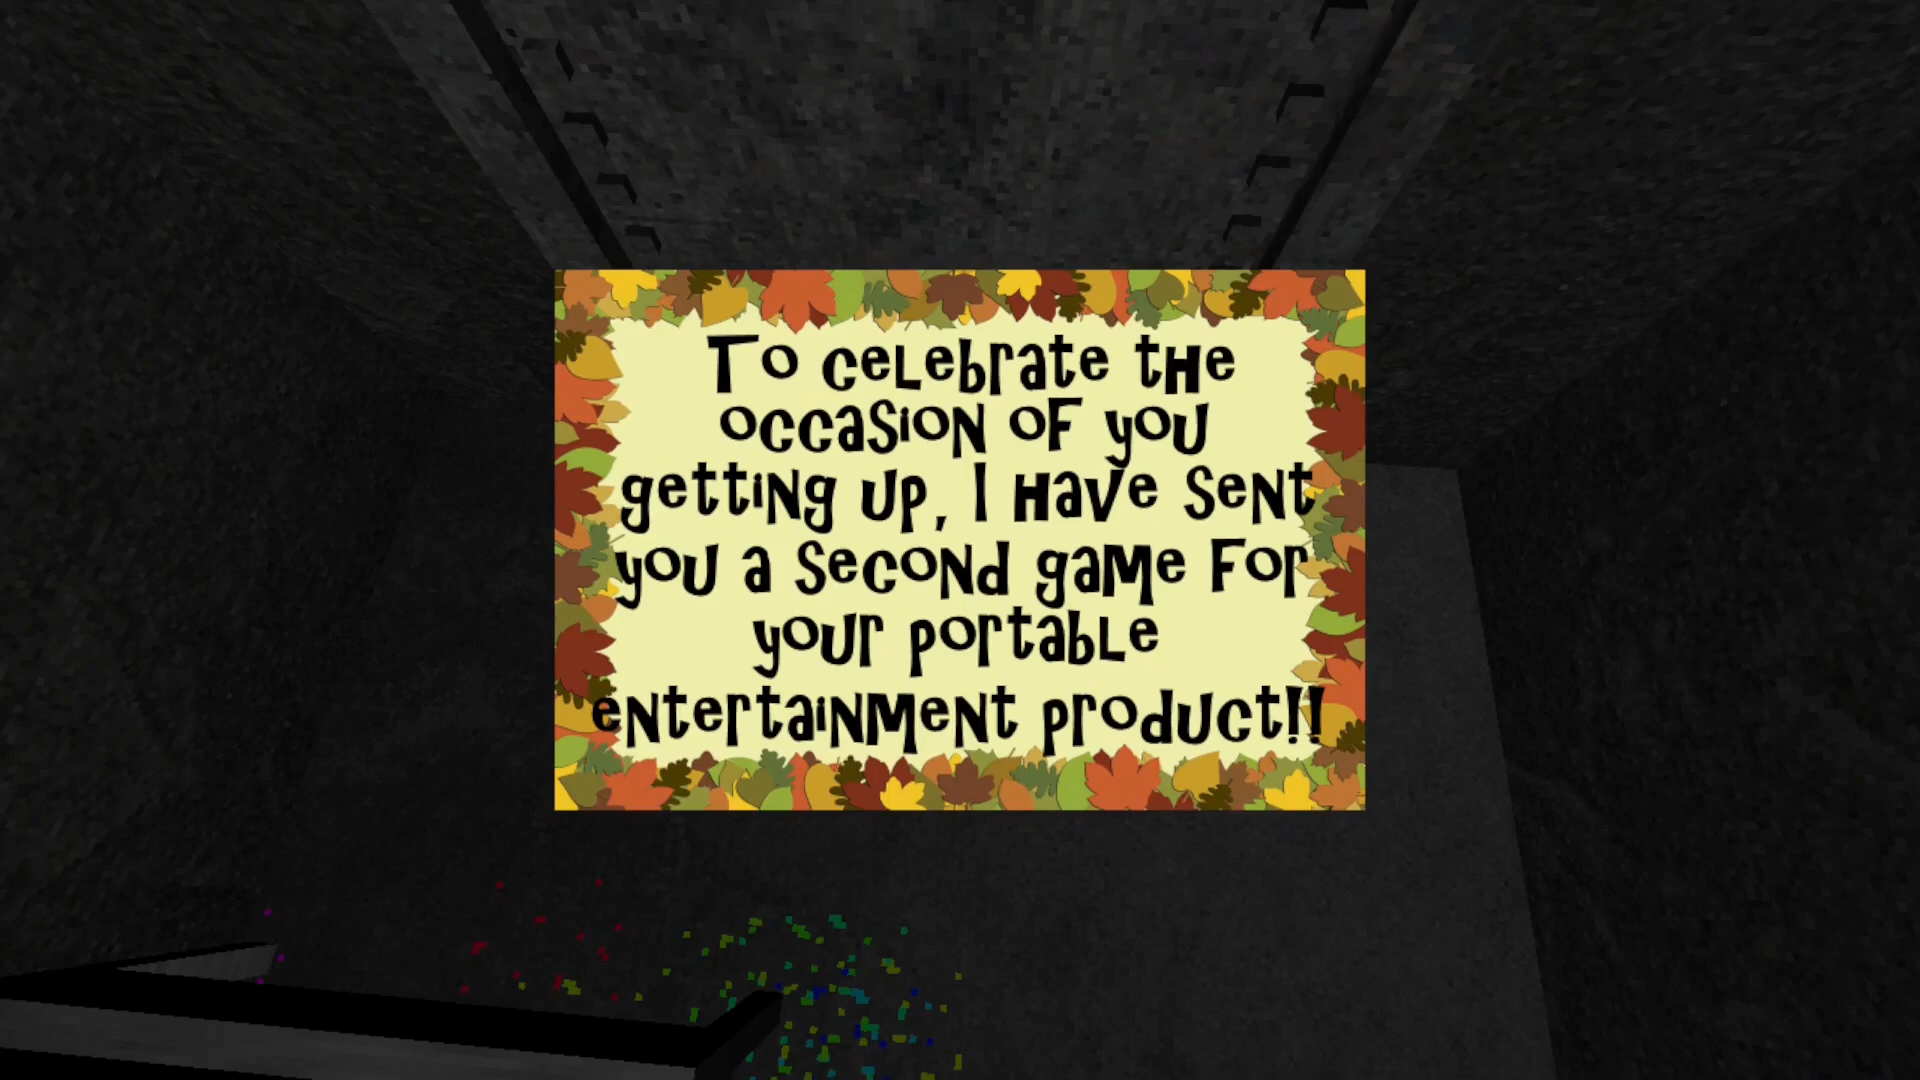 To celebrate the
occasion of you
getting up, I have sent
you a second game for
your portable
entertainment product!!